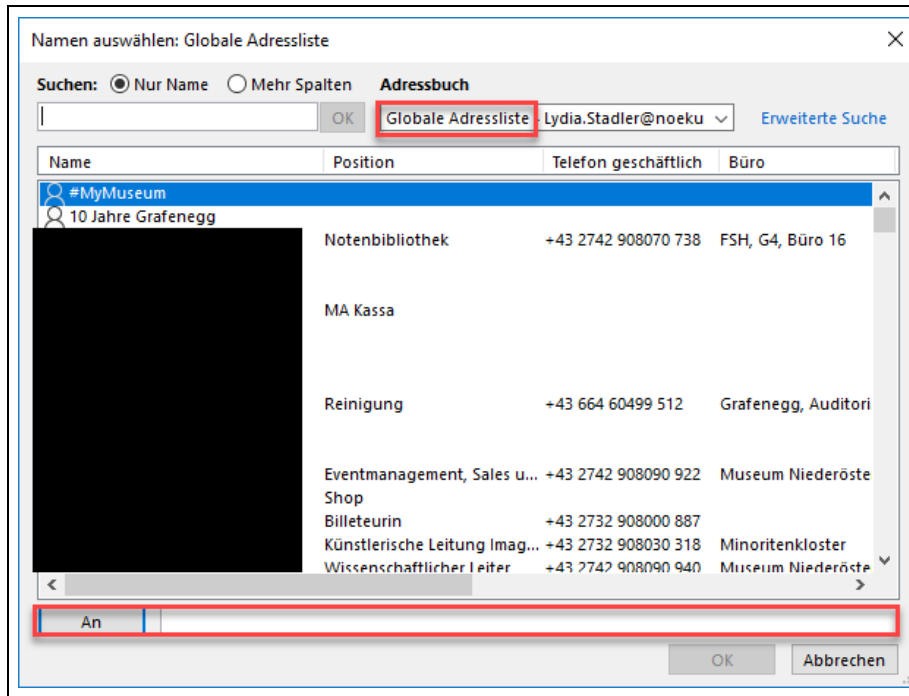 Namen auswählen: Globale Adressliste
Suchen: Nur Name Mehr Spalten Adressbuch
OK Globale Adressliste - Lydia.Stadler@noeku Erweiterte Suche
Name Position Telefon geschäftlich Büro
#MyMuseum
10 Jahre Grafenegg
Notenbibliothek +43 2742 908070 738 FSH, G4, Büro 16
MA Kassa
Reinigung +43 664 60499 512 Grafenegg, Auditori
Eventmanagement, Sales u... +43 2742 908090 922 Museum Niederöste
Shop
Billeteurin +43 2732 908000 887
Künstlerische Leitung Imag... +43 2732 908030 318 Minoritenkloster
Wissenschaftlicher Leiter +43 2742 908090 940 Museum Niederöste
An
OK Abbrechen